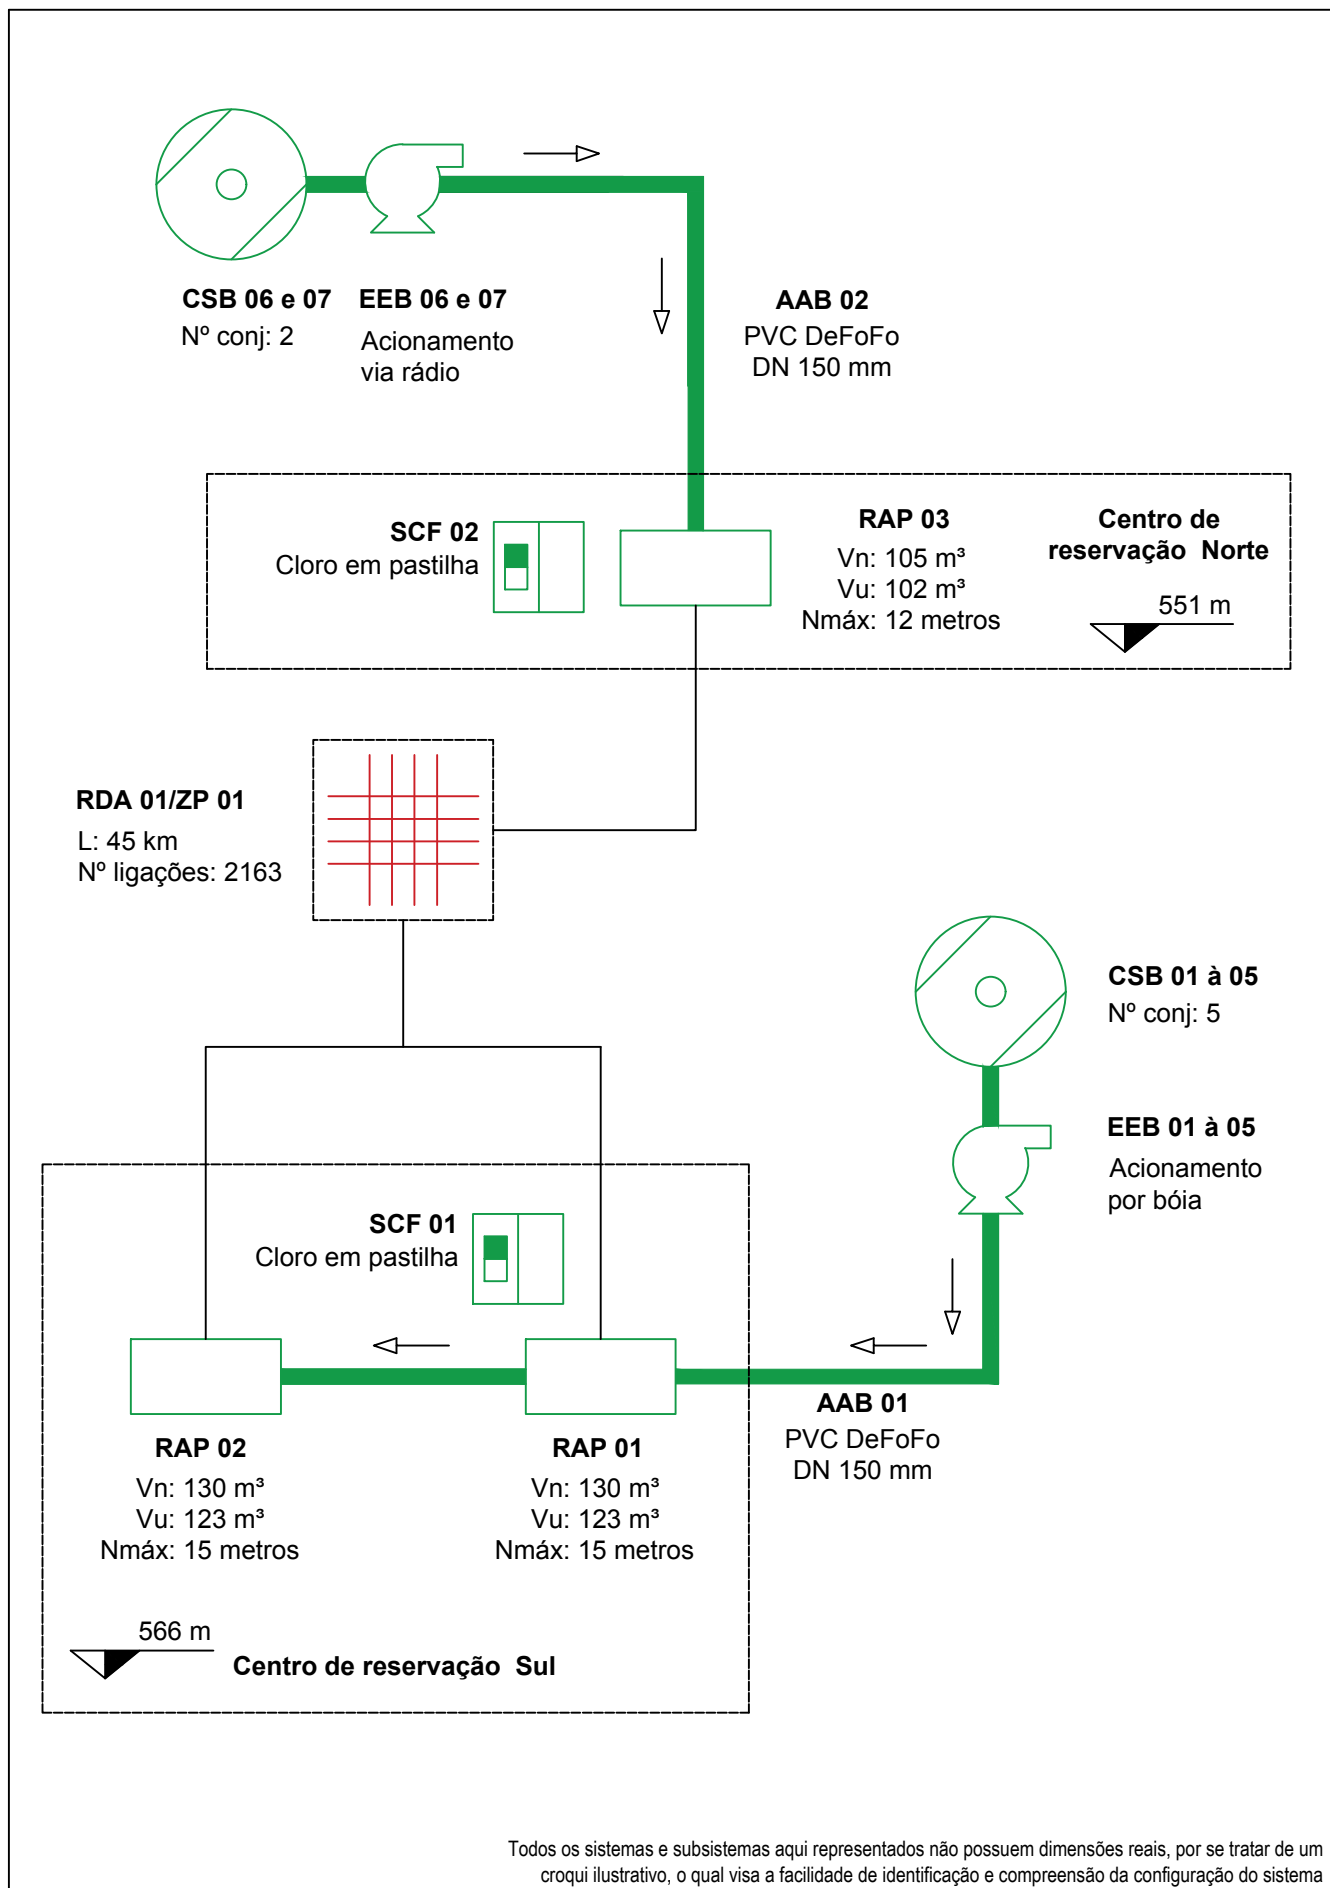 CSB 06 e 07
Nº conj: 2
EEB 06 e 07
Acionamento
via rádio
AAB 02
PVC DeFoFo
DN 150 mm
SCF 02
Cloro em pastilha
RAP 03
Vn: 105 m³
Vu: 102 m³
Nmáx: 12 metros
Centro de
reservação Norte
551 m
RDA 01/ZP 01
L: 45 km
Nº ligações: 2163
CSB 01 à 05
Nº conj: 5
EEB 01 à 05
Acionamento
por bóia
SCF 01
Cloro em pastilha
AAB 01
PVC DeFoFo
DN 150 mm
RAP 02
Vn: 130 m³
Vu: 123 m³
Nmáx: 15 metros
RAP 01
Vn: 130 m³
Vu: 123 m³
Nmáx: 15 metros
566 m
Centro de reservação Sul
Todos os sistemas e subsistemas aqui representados não possuem dimensões reais, por se tratar de um
croqui ilustrativo, o qual visa a facilidade de identificação e compreensão da configuração do sistema